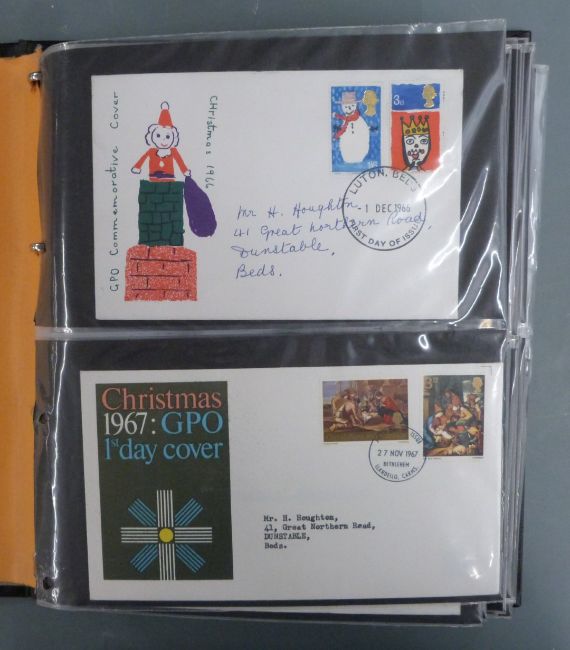 GPO Commemorative Cover
CHristmas 1966
3d
LUTON, BEDS
1 DEC 1966
FIRST DAY OF ISSUE
Mr H. Houghton,
41 Great Northern Road,
Dunstable,
Beds.
Christmas
1967: GPO
1st day cover
27 NOV 1967
BETHLEHEM
LLANDEILO, CARMS.
Mr. H. Houghton,
41, Great Northern Road,
DUNSTABLE,
Beds.